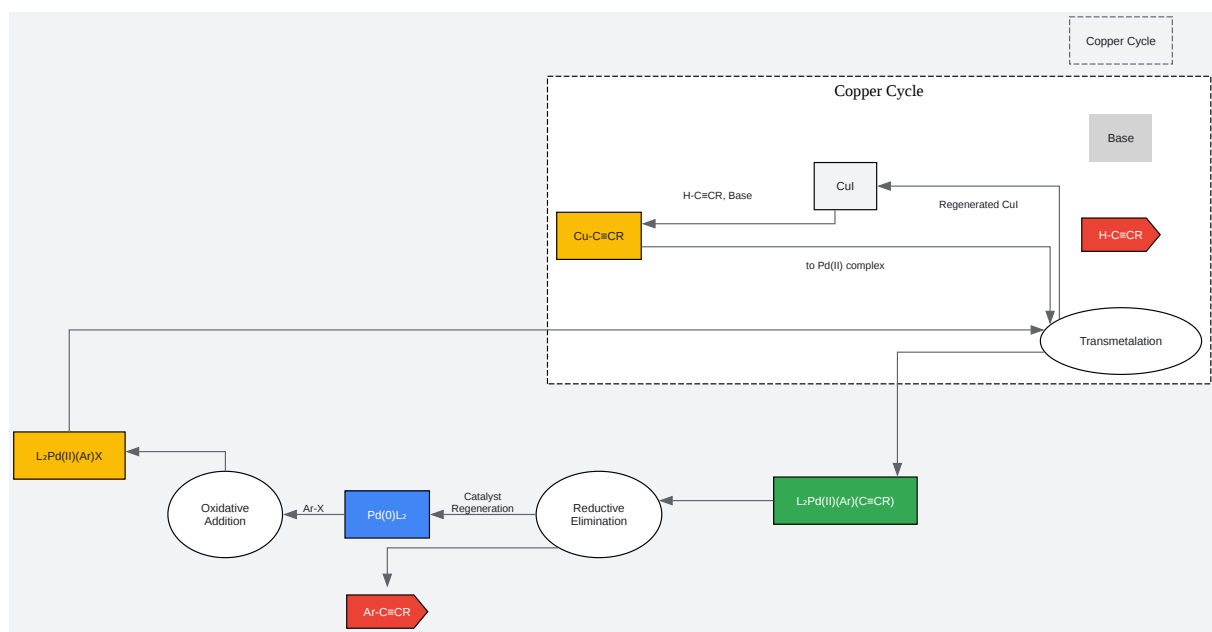 Copper Cycle
Copper Cycle
Base
CuI
H-C≡CR, Base
Regenerated CuI
Cu-C≡CR
H-C≡CR
to Pd(II) complex
Transmetalation
L₂Pd(II)(Ar)X
Oxidative
Addition
Ar-X
Pd(0)L₂
Catalyst
Regeneration
Reductive
Elimination
L₂Pd(II)(Ar)(C≡CR)
Ar-C≡CR